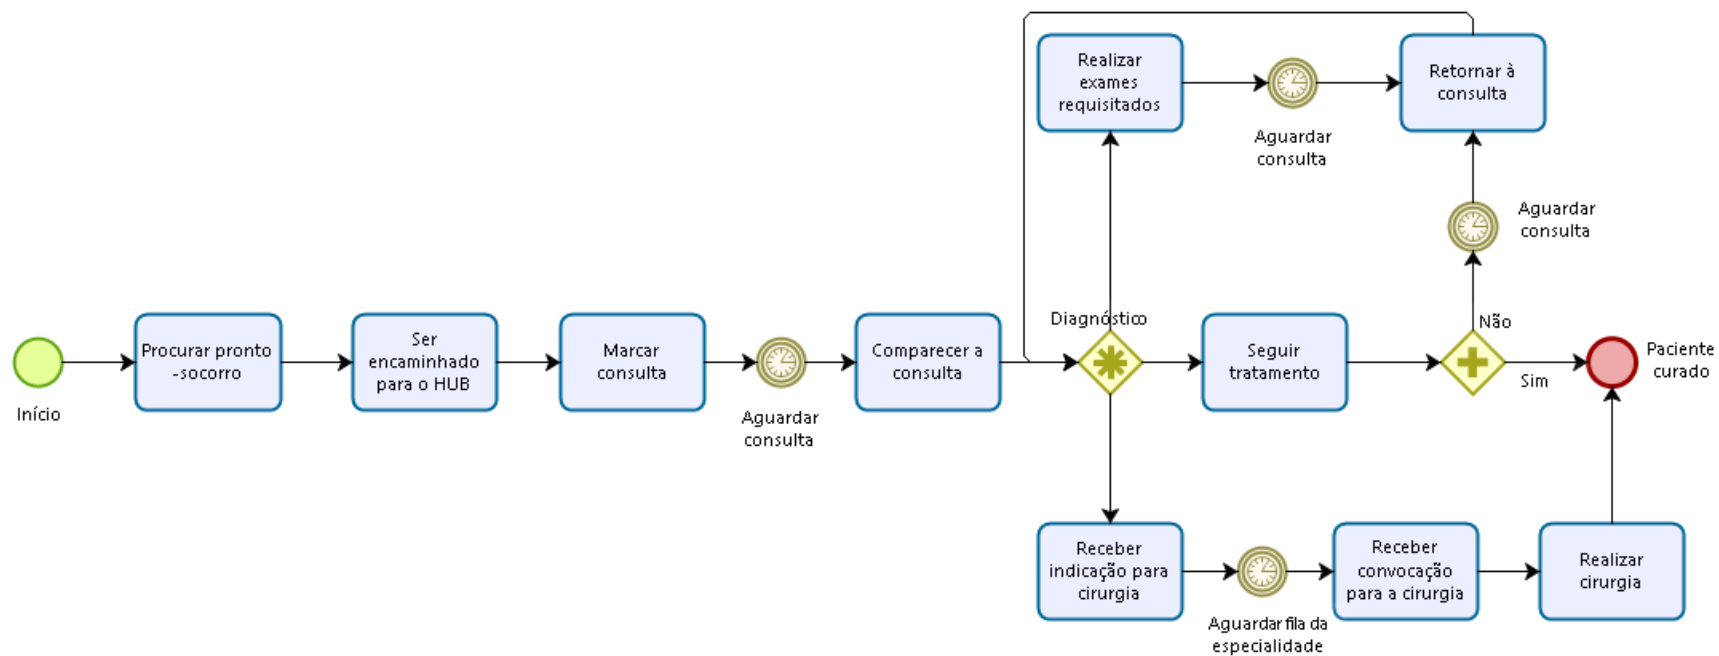 Realizar
exames
requisitados
Aguardar
consulta
Retornar à
consulta
Aguardar
consulta
Início
Procurar pronto
-socorro
Ser
encaminhado
para o HUB
Marcar
consulta
Aguardar
consulta
Comparecer a
consulta
Diagnóstico
Seguir
tratamento
Não
Sim
Paciente
curado
Receber
indicação para
cirurgia
Aguardar fila da
especialidade
Receber
convocação
para a cirurgia
Realizar
cirurgia